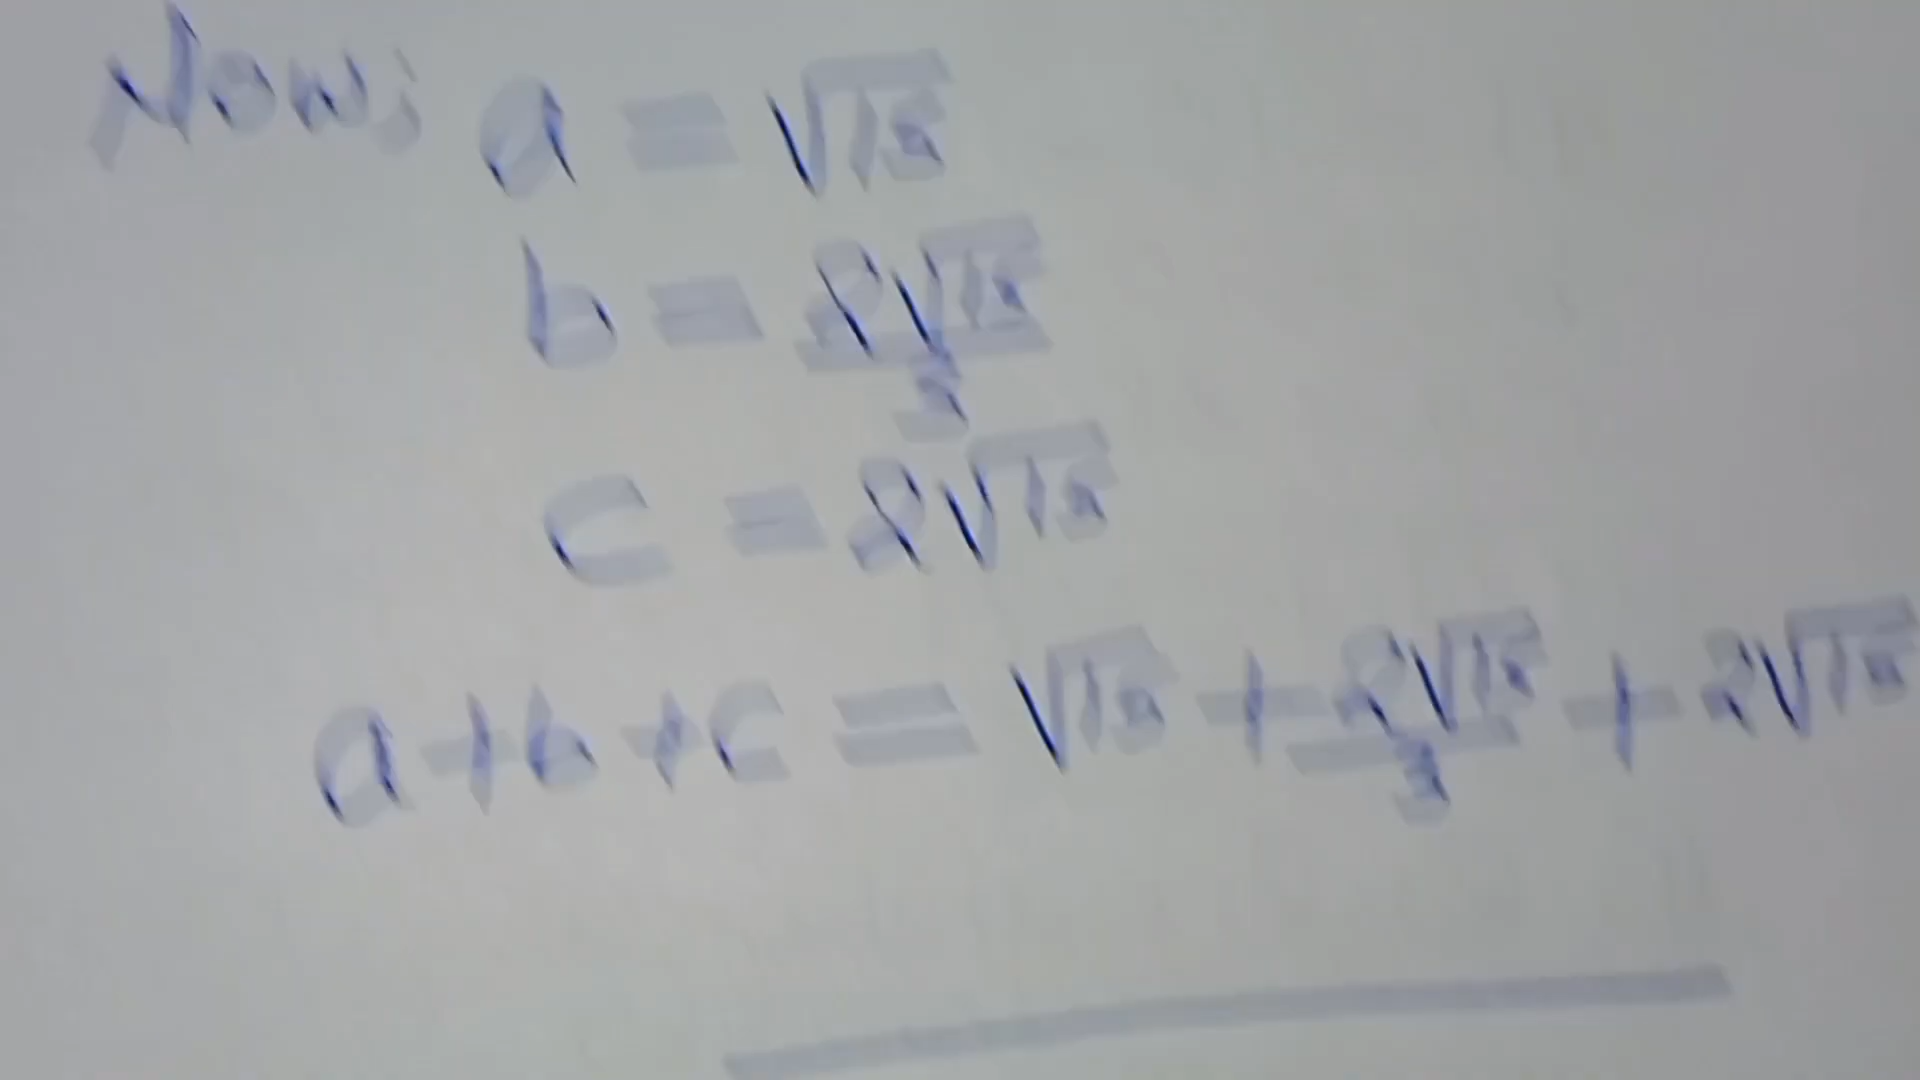 Now; a = √15
b = 2√15/3
c = 2√15
a+b+c = √15 + 2√15/3 + 2√15